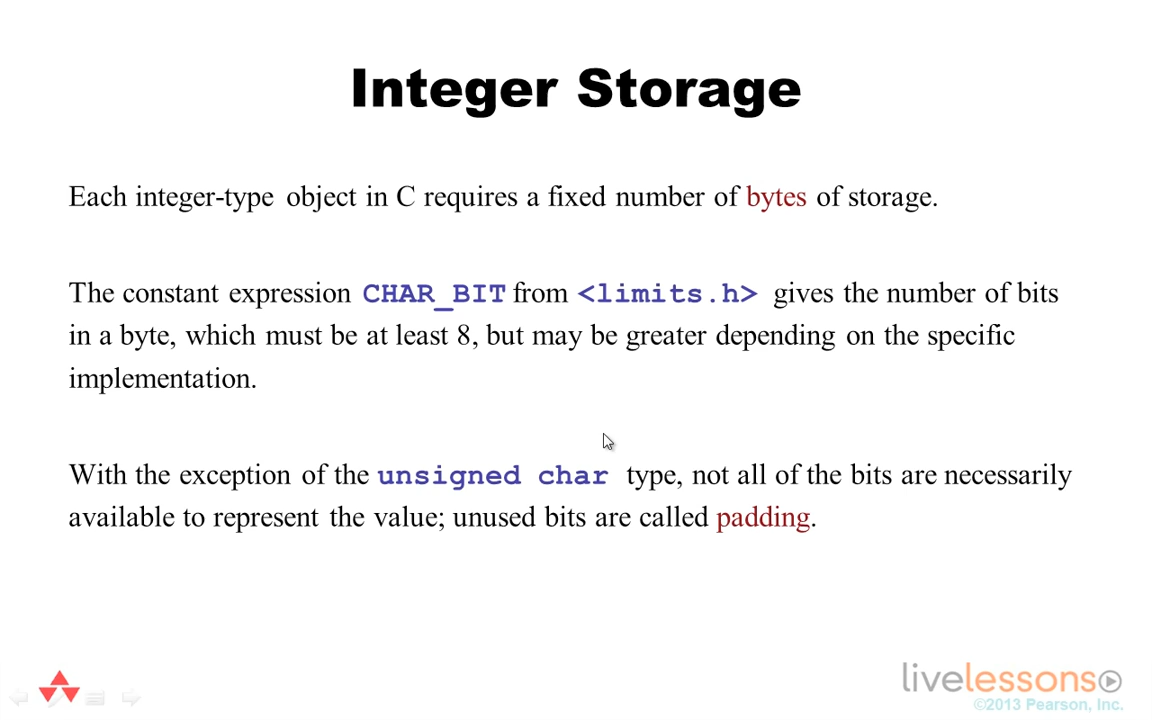 Integer Storage
Each integer-type object in C requires a fixed number of bytes of storage.
The constant expression CHAR_BIT from <limits.h> gives the number of bits
in a byte, which must be at least 8, but may be greater depending on the specific
implementation.
With the exception of the unsigned char type, not all of the bits are necessarily
available to represent the value; unused bits are called padding.
livelessons
©2013 Pearson, Inc.